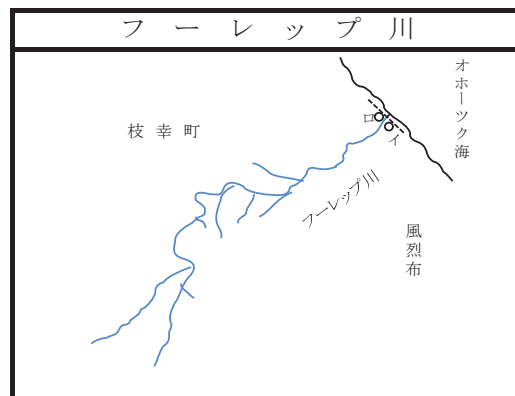 フーレップ川
オホーツク海
枝幸町
ロ
イ
フーレップ川
風烈布